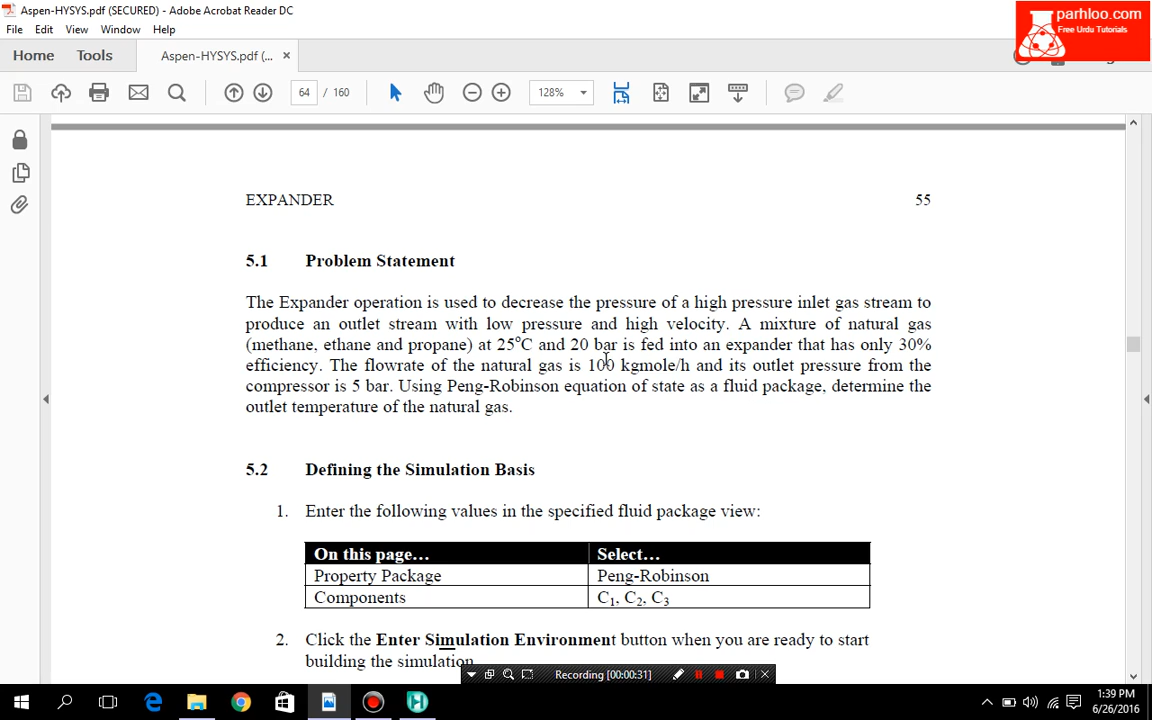 Aspen-HYSYS.pdf (SECURED) - Adobe Acrobat Reader DC
File Edit View Window Help
parhloo.com
Free Urdu Tutorials
Home Tools Aspen-HYSYS.pdf (... ×
64 / 160 128%
EXPANDER 55
5.1 Problem Statement
The Expander operation is used to decrease the pressure of a high pressure inlet gas stream to
produce an outlet stream with low pressure and high velocity. A mixture of natural gas
(methane, ethane and propane) at 25°C and 20 bar is fed into an expander that has only 30%
efficiency. The flowrate of the natural gas is 100 kgmole/h and its outlet pressure from the
compressor is 5 bar. Using Peng-Robinson equation of state as a fluid package, determine the
outlet temperature of the natural gas.
5.2 Defining the Simulation Basis
1. Enter the following values in the specified fluid package view:
On this page... Select...
Property Package Peng-Robinson
Components C₁, C₂, C₃
2. Click the Enter Simulation Environment button when you are ready to start
building the simulation
Recording [00:00:31]
1:39 PM
6/26/2016